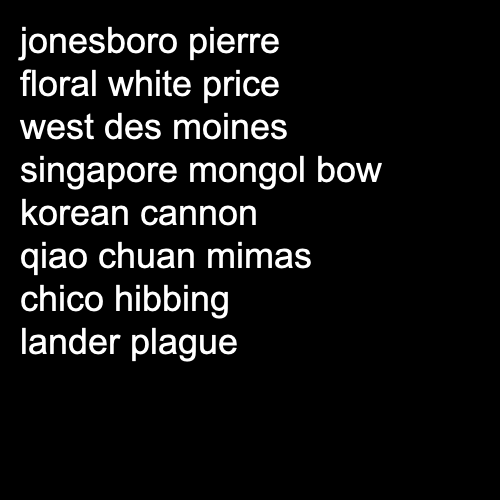 jonesboro pierre
floral white price
west des moines
singapore mongol bow
korean cannon
qiao chuan mimas
chico hibbing
lander plague